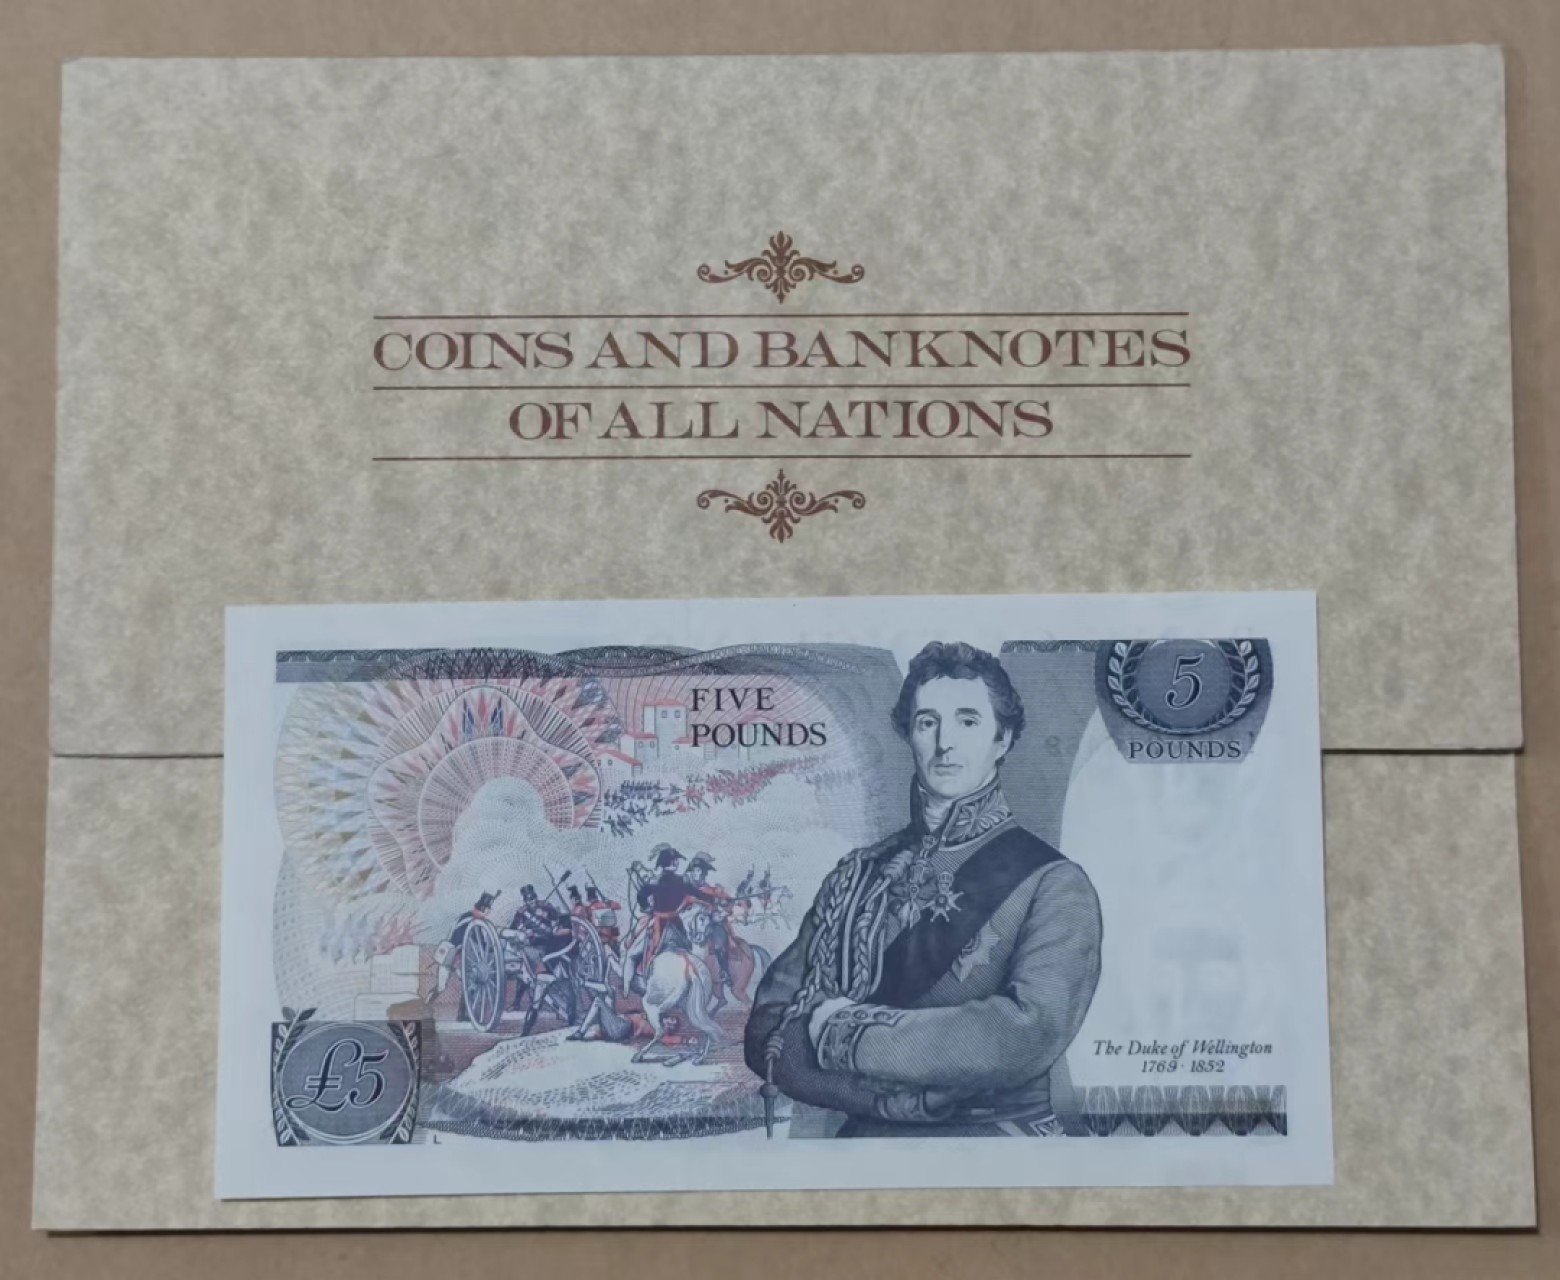 COINS AND BANKNOTES
OF ALL NATIONS
FIVE
POUNDS
5
POUNDS
The Duke of Wellington
1769 · 1852
£5
L